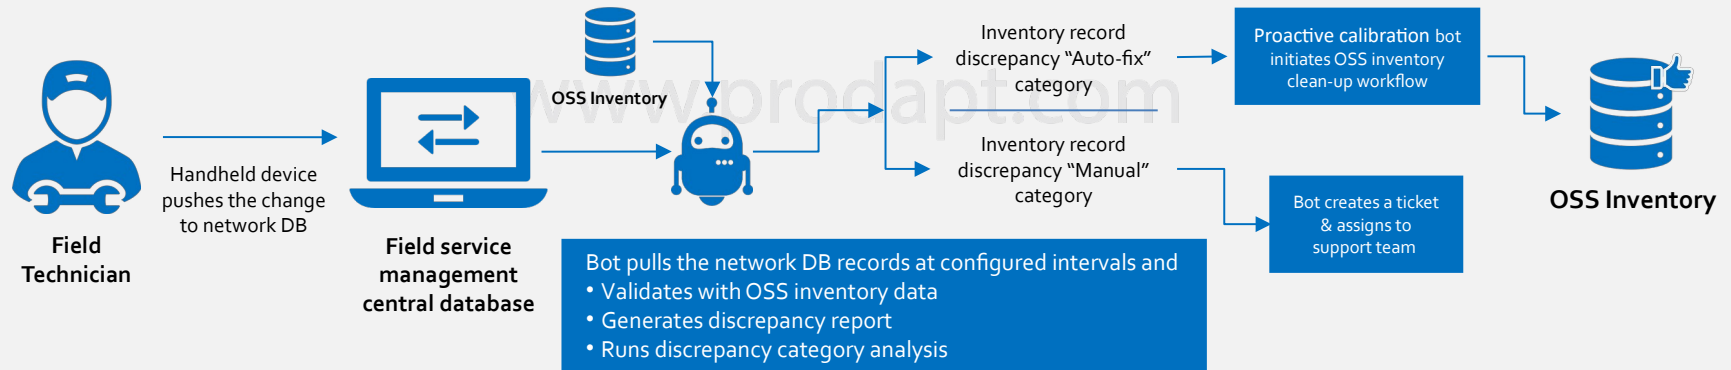 Field
Technician
Handheld device
pushes the change
to network DB
Field service
management
central database
OSS Inventory
www.prodapt.com
Bot pulls the network DB records at configured intervals and
• Validates with OSS inventory data
• Generates discrepancy report
• Runs discrepancy category analysis
Inventory record
discrepancy “Auto-fix”
category
Inventory record
discrepancy “Manual”
category
Proactive calibration bot
initiates OSS inventory
clean-up workflow
Bot creates a ticket
& assigns to
support team
OSS Inventory